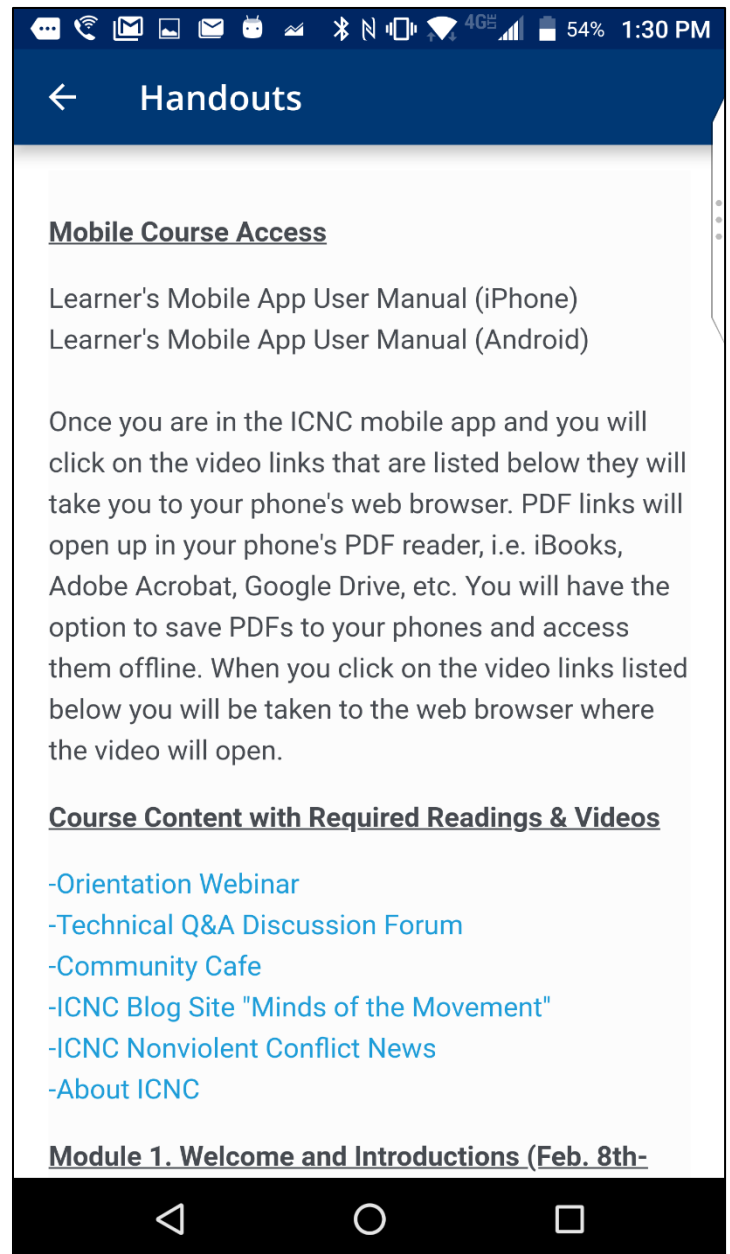 4G LTE 54% 1:30 PM
Handouts
Mobile Course Access
Learner's Mobile App User Manual (iPhone)
Learner's Mobile App User Manual (Android)
Once you are in the ICNC mobile app and you will
click on the video links that are listed below they will
take you to your phone's web browser. PDF links will
open up in your phone's PDF reader, i.e. iBooks,
Adobe Acrobat, Google Drive, etc. You will have the
option to save PDFs to your phones and access
them offline. When you click on the video links listed
below you will be taken to the web browser where
the video will open.
Course Content with Required Readings & Videos
-Orientation Webinar
-Technical Q&A Discussion Forum
-Community Cafe
-ICNC Blog Site "Minds of the Movement"
-ICNC Nonviolent Conflict News
-About ICNC
Module 1. Welcome and Introductions (Feb. 8th-